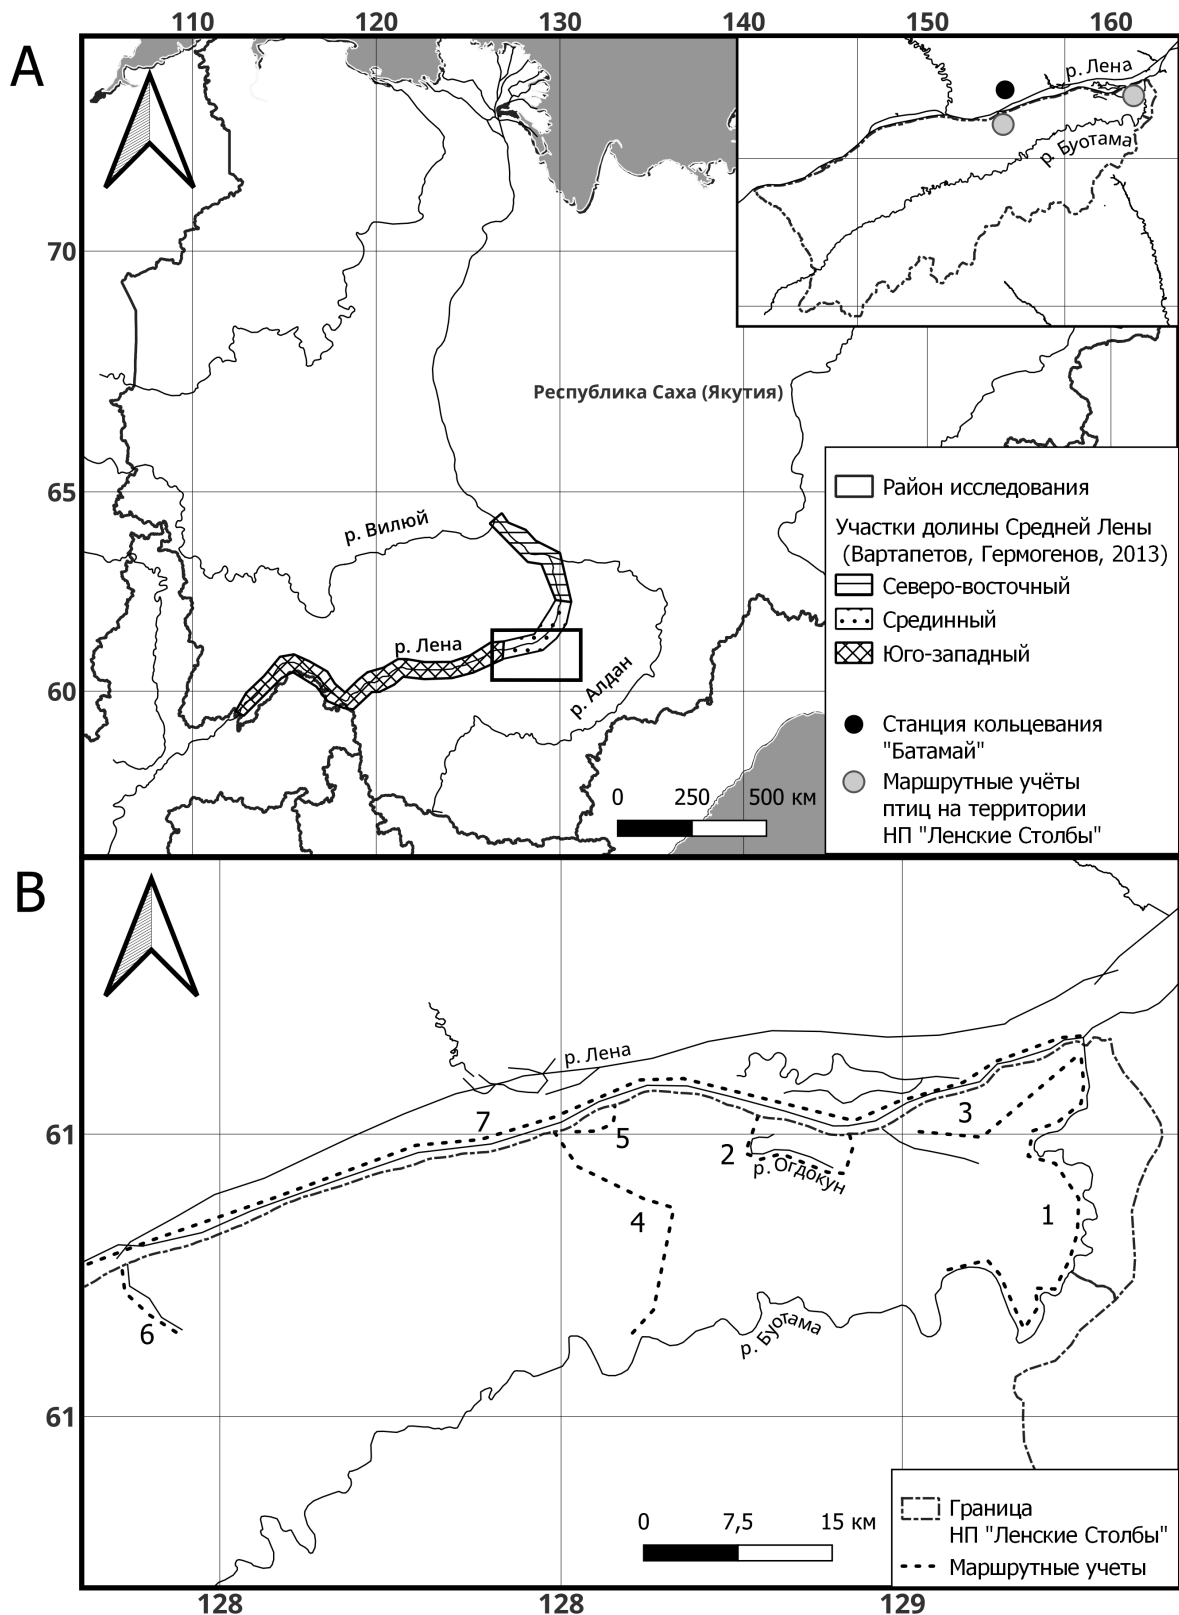 110 120 130 140 150 160
A
р. Лена
р. Буотама
70
Республика Саха (Якутия)
65
Район исследования
р. Вилюй
Участки долины Средней Лены
(Вартапетов, Гермогенов, 2013)
Северо-восточный
Срединный
р. Лена
Юго-западный
60
р. Алдан
Станция кольцевания
"Батамай"
Маршрутные учёты
птиц на территории
НП "Ленские Столбы"
0 250 500 км
B
р. Лена
7
3
61
5
2
р. Огдокун
4
1
6
р. Буотама
61
0 7,5 15 км
Граница
НП "Ленские Столбы"
Маршрутные учеты
128 128 129